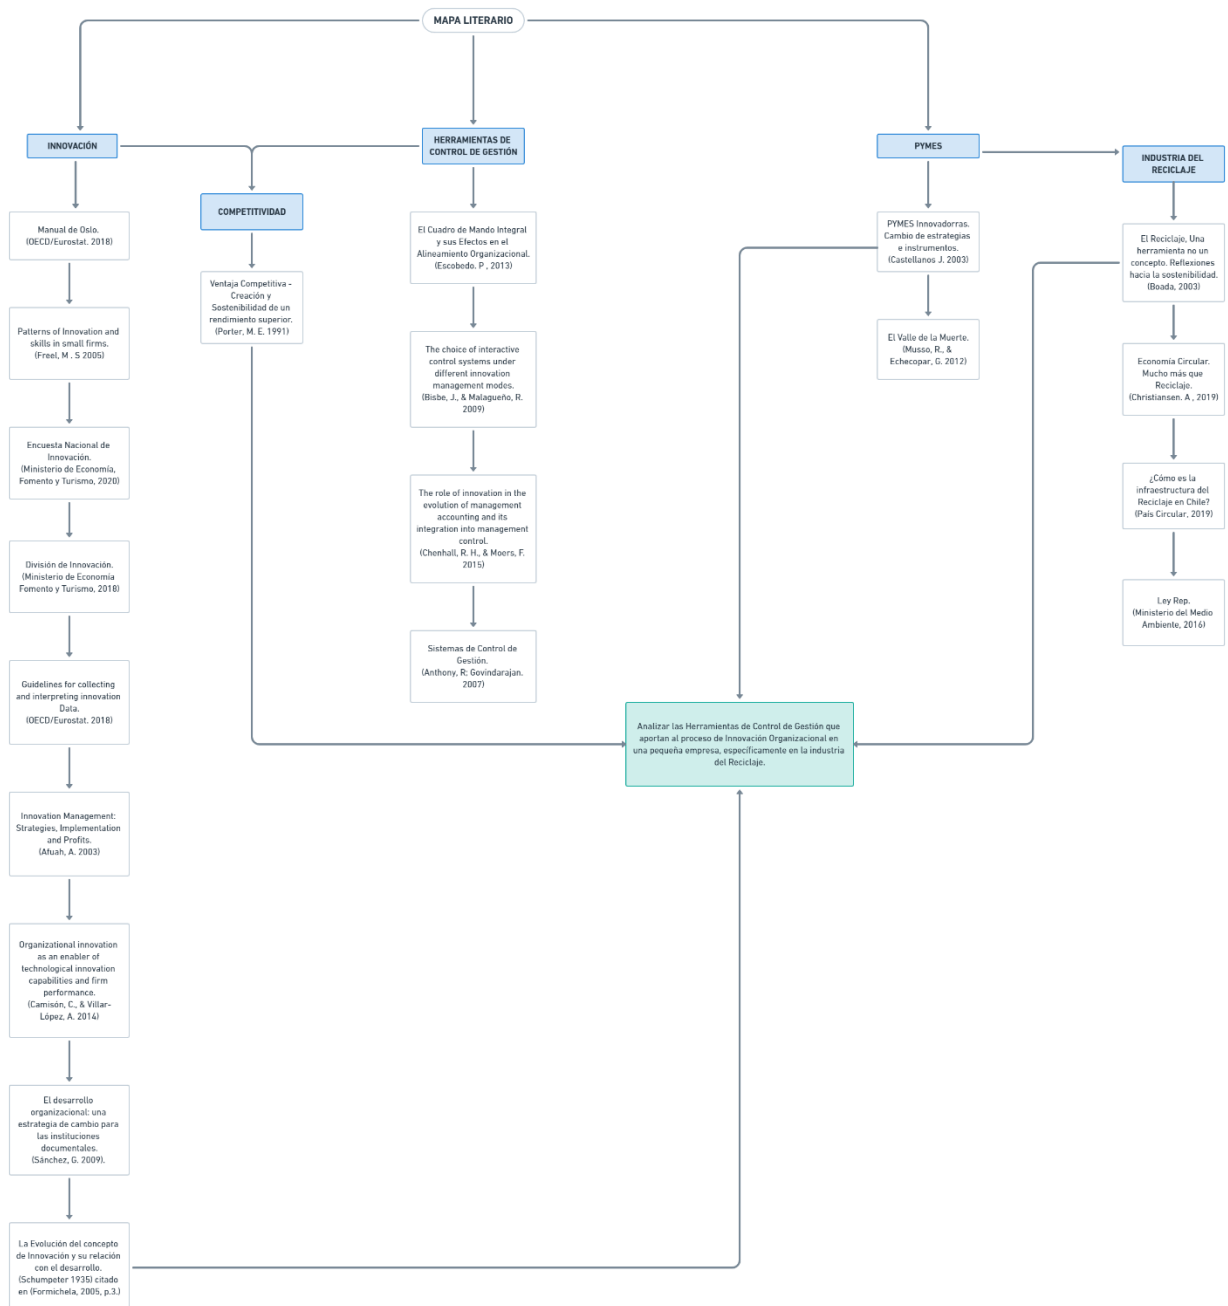 MAPA LITERARIO
INNOVACIÓN
Manual de Oslo.
(OECD/Eurostat. 2018)
Patterns of Innovation and
skills in small firms.
(Freel, M . S 2005)
Encuesta Nacional de
Innovación.
(Ministerio de Economía,
Fomento y Turismo, 2020)
División de Innovación.
(Ministerio de Economía
Fomento y Turismo, 2018)
Guidelines for collecting
and interpreting innovation
Data.
(OECD/Eurostat. 2018)
Innovation Management:
Strategies, Implementation
and Profits.
(Afuah, A. 2003)
Organizational innovation
as an enabler of
technological innovation
capabilities and firm
performance.
(Camisón, C., & Villar-
López, A. 2014)
El desarrollo
organizacional: una
estrategia de cambio para
las instituciones
documentales.
(Sánchez, G. 2009).
La Evolución del concepto
de Innovación y su relación
con el desarrollo.
(Schumpeter 1935) citado
en (Formichela, 2005, p.3.)
COMPETITIVIDAD
Ventaja Competitiva -
Creación y
Sostenibilidad de un
rendimiento superior.
(Porter, M. E. 1991)
HERRAMIENTAS DE
CONTROL DE GESTIÓN
El Cuadro de Mando Integral
y sus Efectos en el
Alineamiento Organizacional.
(Escobedo. P , 2013)
The choice of interactive
control systems under
different innovation
management modes.
(Bisbe, J., & Malagueño, R.
2009)
The role of innovation in the
evolution of management
accounting and its
integration into management
control.
(Chenhall, R. H., & Moers, F.
2015)
Sistemas de Control de
Gestión.
(Anthony, R; Govindarajan.
2007)
PYMES
PYMES Innovadorras.
Cambio de estrategias
e instrumentos.
(Castellanos J. 2003)
El Valle de la Muerte.
(Musso, R., &
Echecopar, G. 2012)
INDUSTRIA DEL
RECICLAJE
El Reciclaje, Una
herramienta no un
concepto. Reflexiones
hacia la sostenibilidad.
(Boada, 2003)
Economía Circular.
Mucho más que
Reciclaje.
(Christiansen. A , 2019)
¿Cómo es la
infraestructura del
Reciclaje en Chile?
(País Circular, 2019)
Ley Rep.
(Ministerio del Medio
Ambiente, 2016)
Analizar las Herramientas de Control de Gestión que
aportan al proceso de Innovación Organizacional en
una pequeña empresa, específicamente en la industria
del Reciclaje.